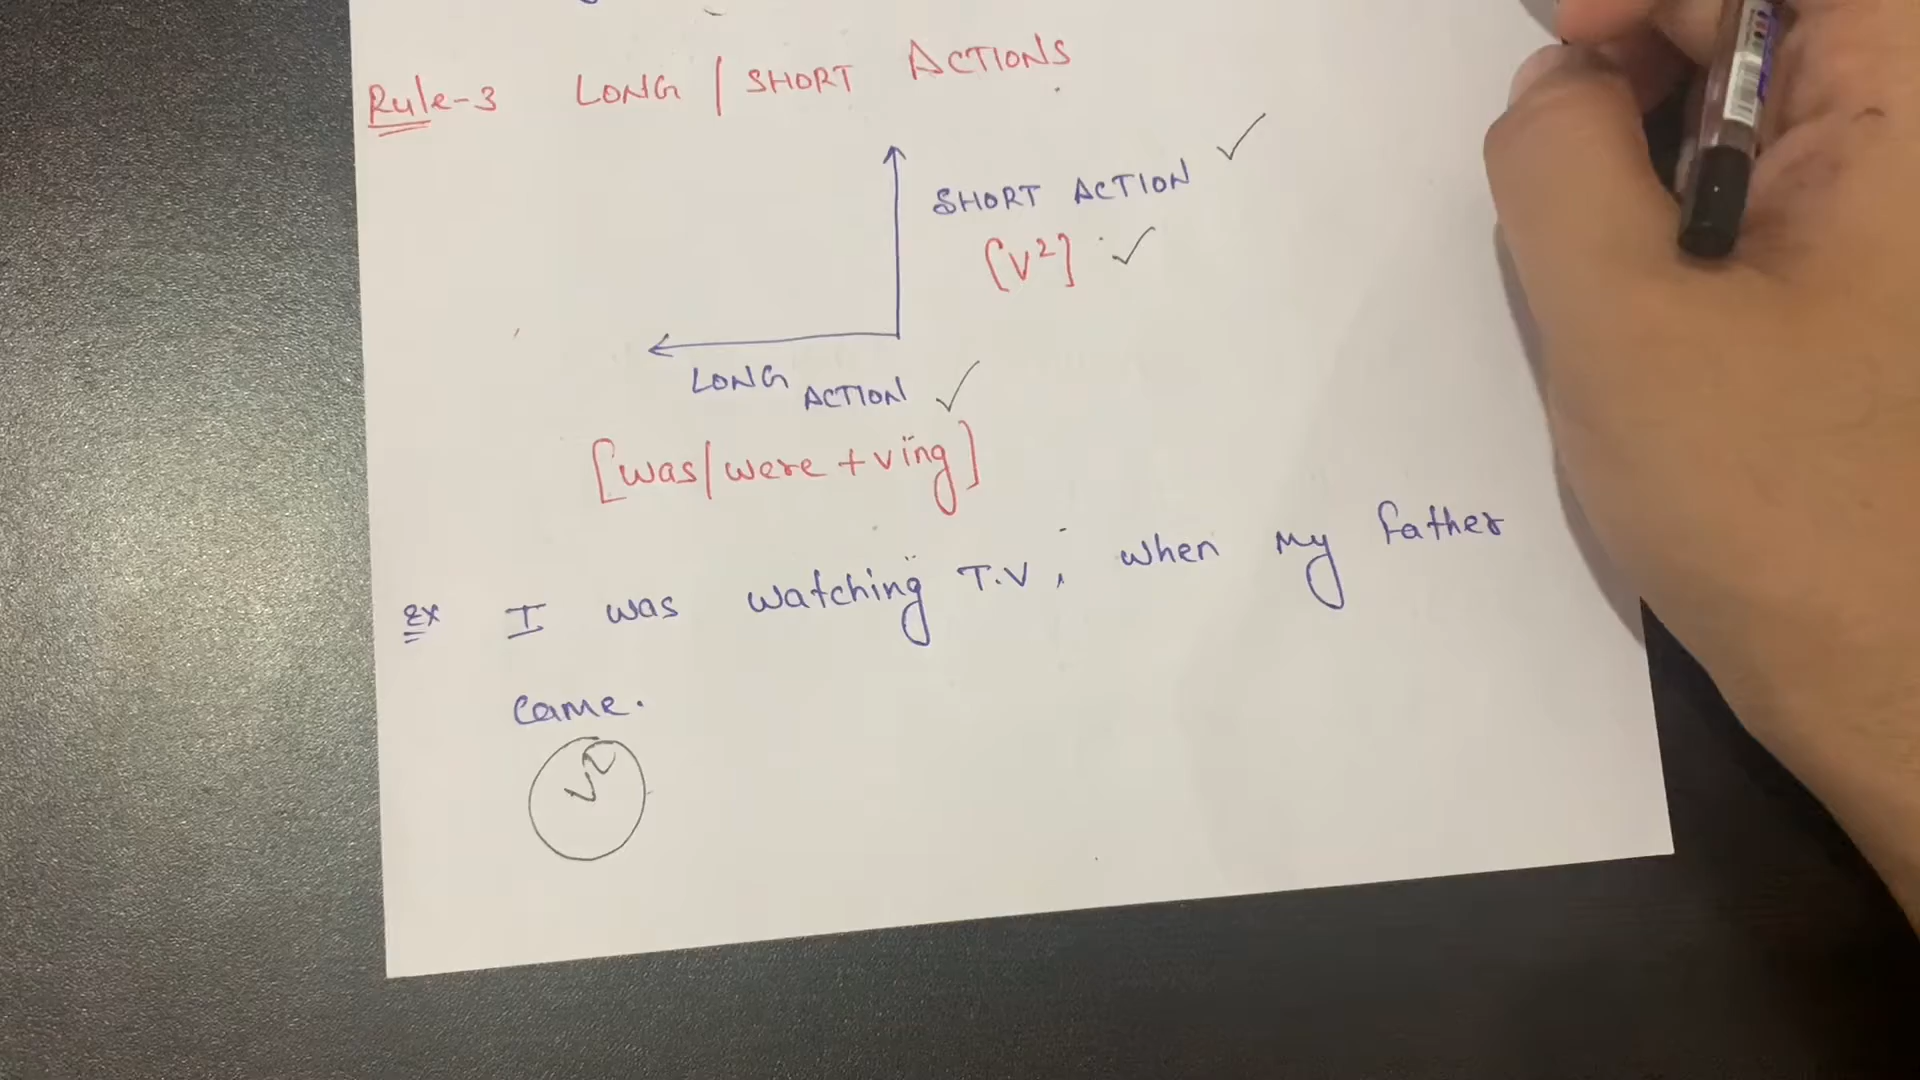 Rule-3 LONG / SHORT ACTIONS
SHORT ACTION ✓
[V²] ✓
LONG ACTION ✓
[was/were + ving]
Ex I was watching T.V, when My father
came.
V²